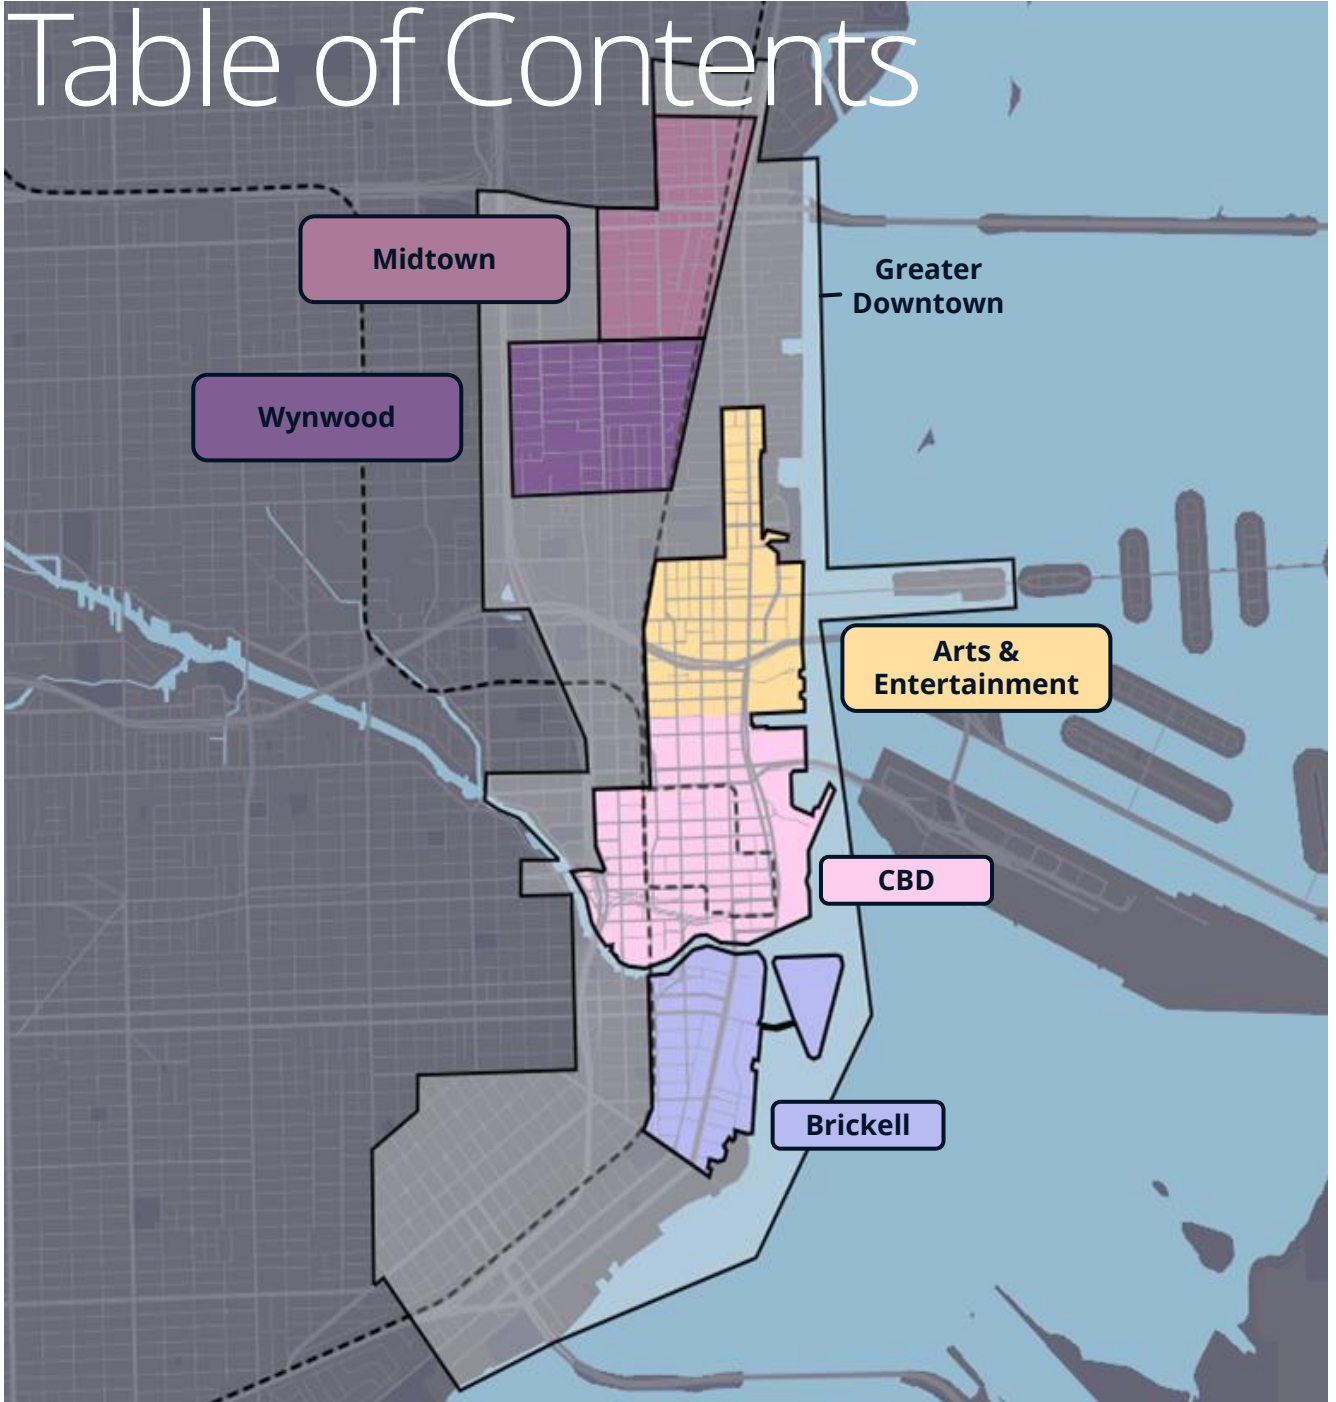 Table of Contents
Midtown
Greater
Downtown
Wynwood
Arts &
Entertainment
CBD
Brickell